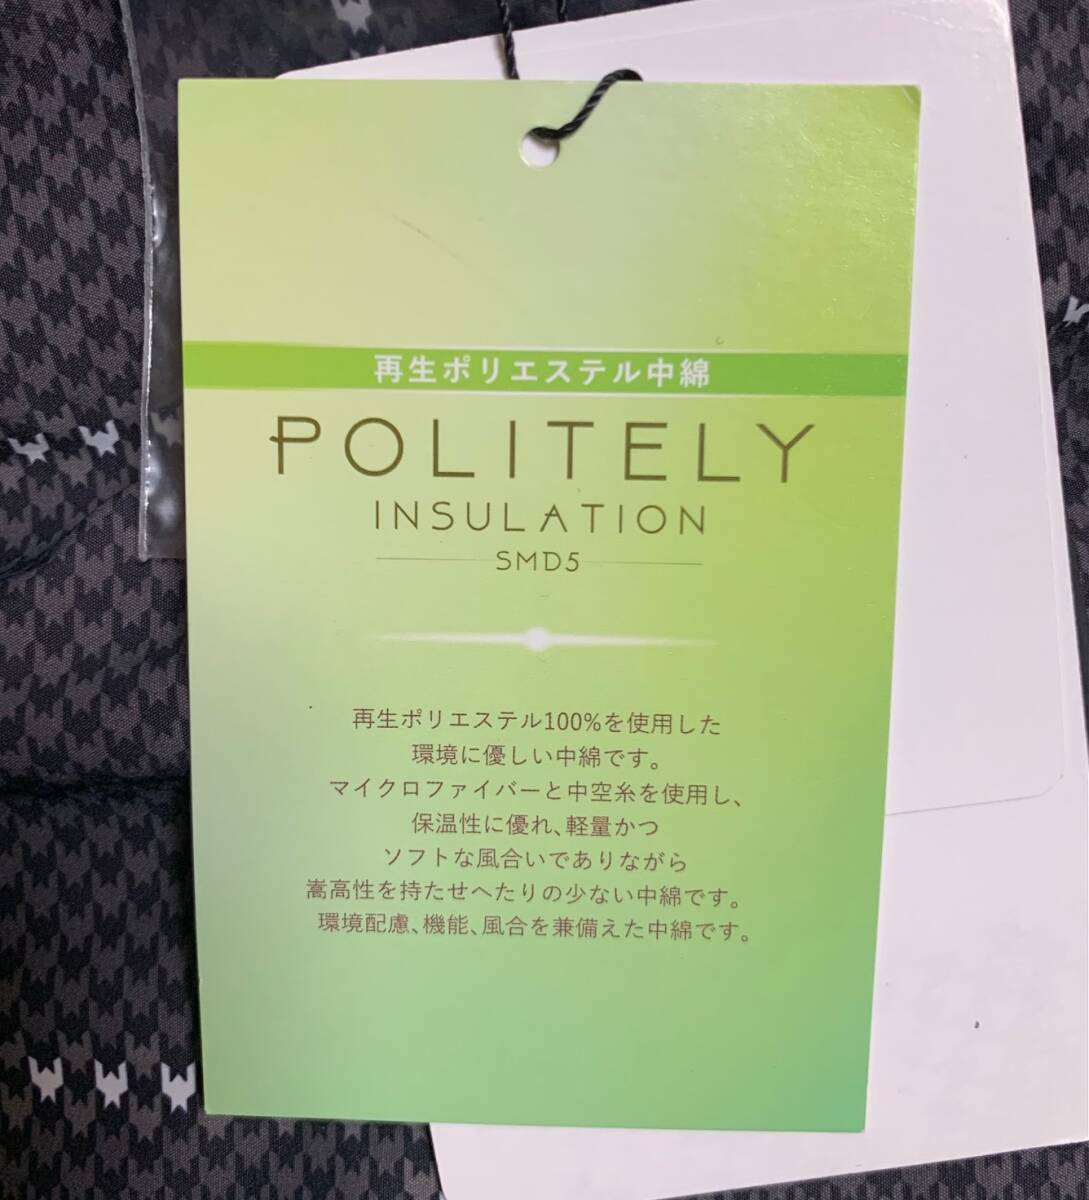 再生ポリエステル中綿
POLITELY
INSULATION
SMD5
再生ポリエステル100%を使用した
環境に優しい中綿です。
マイクロファイバーと中空糸を使用し、
保温性に優れ、軽量かつ
ソフトな風合いでありながら
嵩高性を持たせへたりの少ない中綿です。
環境配慮、機能、風合を兼備えた中綿です。